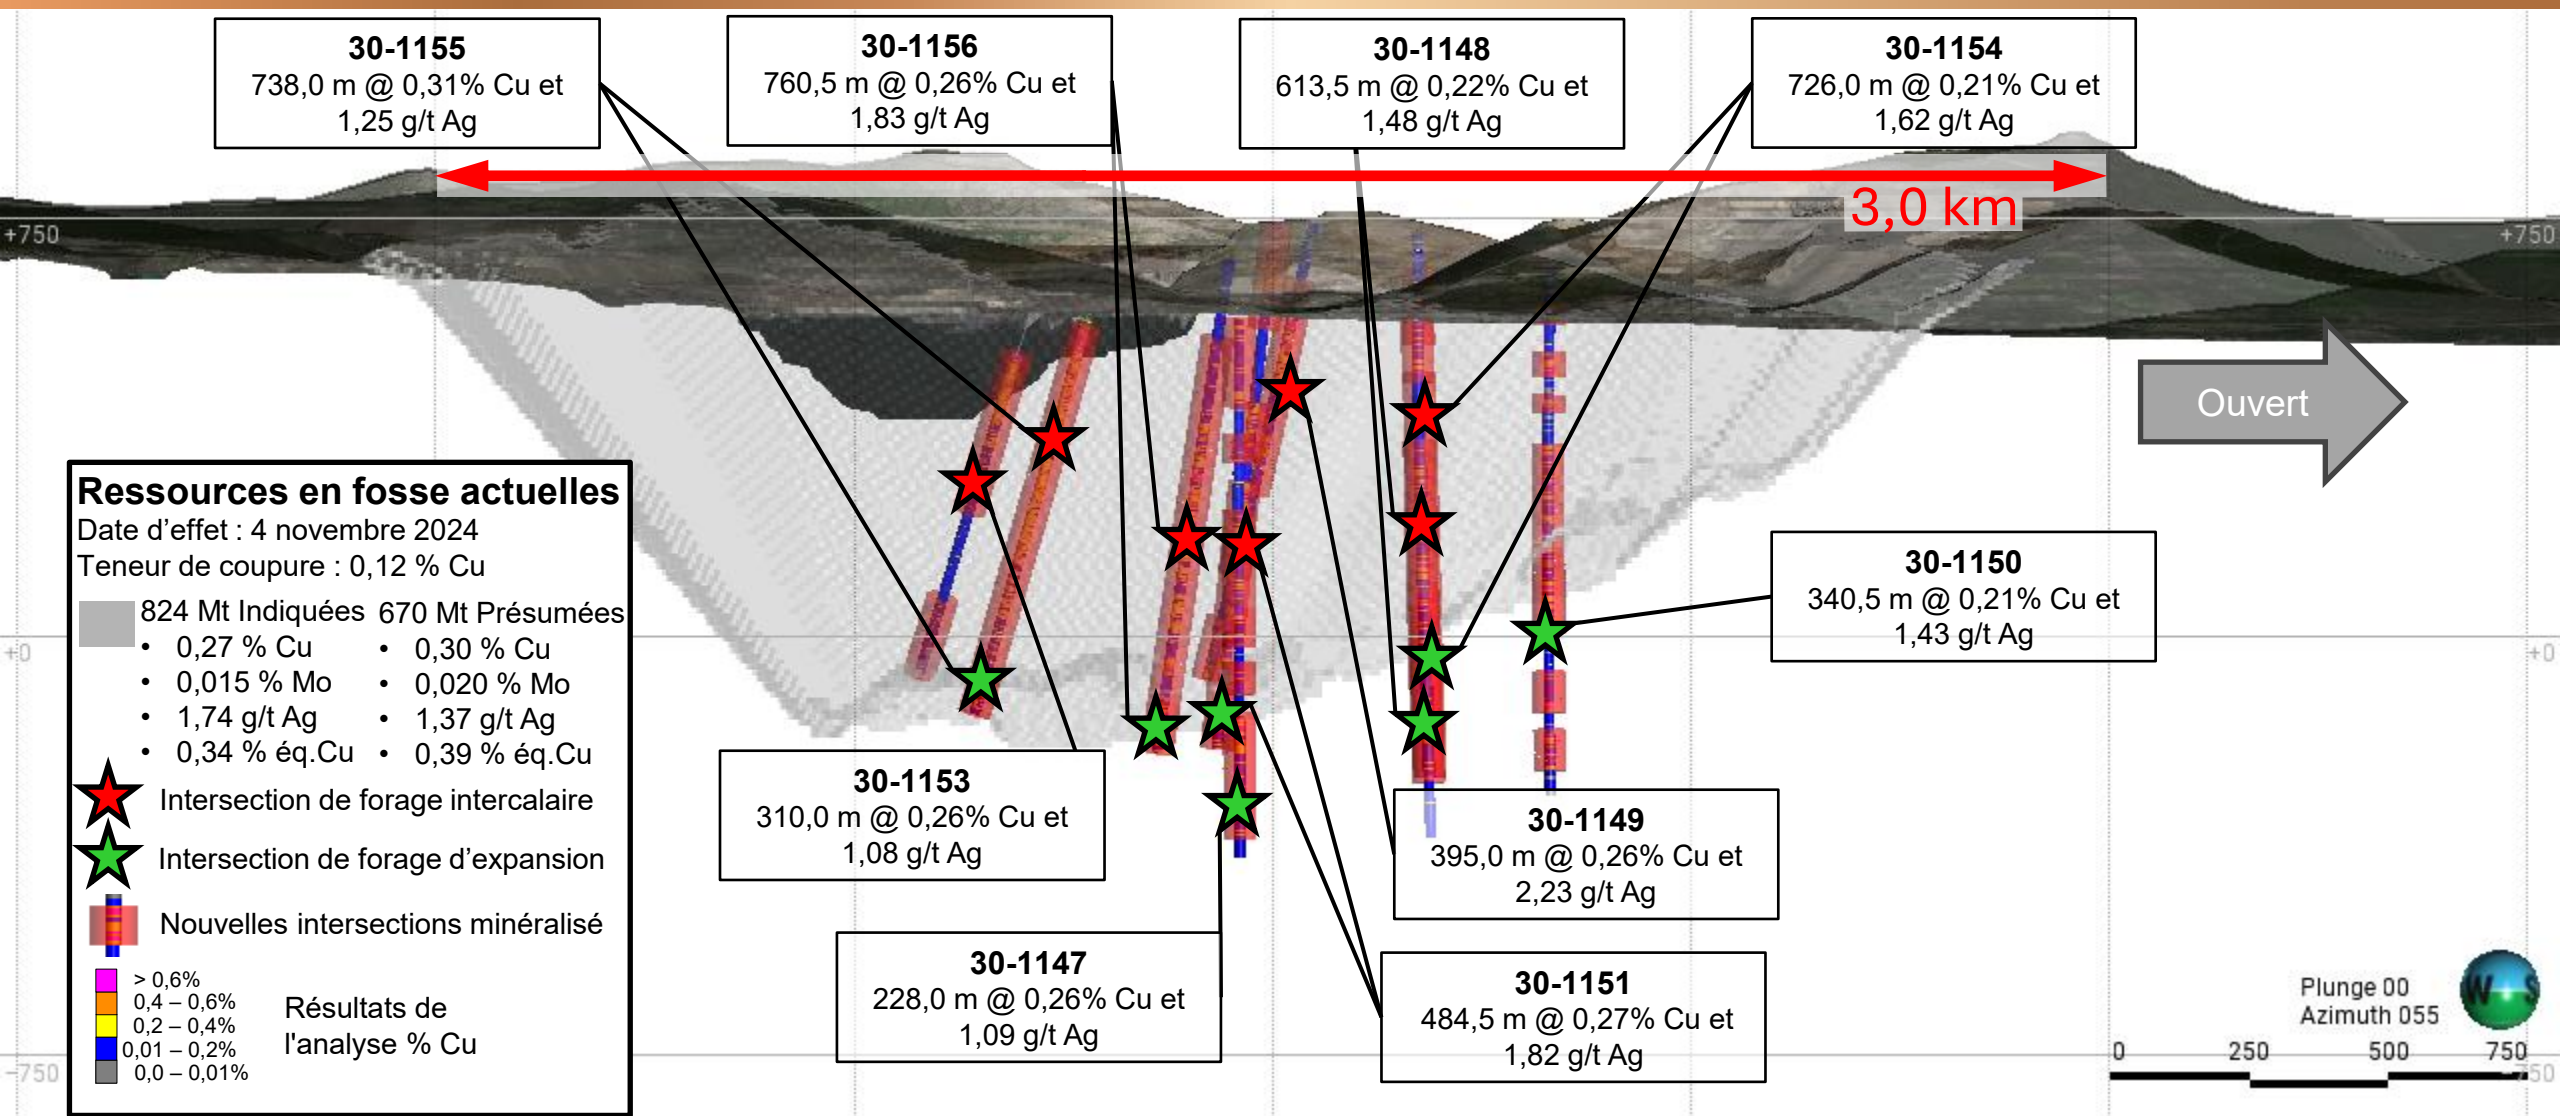 30-1155
738,0 m @ 0,31% Cu et
1,25 g/t Ag
30-1156
760,5 m @ 0,26% Cu et
1,83 g/t Ag
30-1148
613,5 m @ 0,22% Cu et
1,48 g/t Ag
30-1154
726,0 m @ 0,21% Cu et
1,62 g/t Ag
3,0 km
+750
+750
Ouvert
Ressources en fosse actuelles
Date d’effet : 4 novembre 2024
Teneur de coupure : 0,12 % Cu
824 Mt Indiquées
• 0,27 % Cu
• 0,015 % Mo
• 1,74 g/t Ag
• 0,34 % éq.Cu
670 Mt Présumées
• 0,30 % Cu
• 0,020 % Mo
• 1,37 g/t Ag
• 0,39 % éq.Cu
Intersection de forage intercalaire
Intersection de forage d’expansion
Nouvelles intersections minéralisé
> 0,6%
0,4 – 0,6%
0,2 – 0,4%
0,01 – 0,2%
0,0 – 0,01%
Résultats de
l'analyse % Cu
+0
+0
30-1150
340,5 m @ 0,21% Cu et
1,43 g/t Ag
30-1153
310,0 m @ 0,26% Cu et
1,08 g/t Ag
30-1149
395,0 m @ 0,26% Cu et
2,23 g/t Ag
30-1147
228,0 m @ 0,26% Cu et
1,09 g/t Ag
30-1151
484,5 m @ 0,27% Cu et
1,82 g/t Ag
Plunge 00
Azimuth 055
W S
0 250 500 750
-750
-750